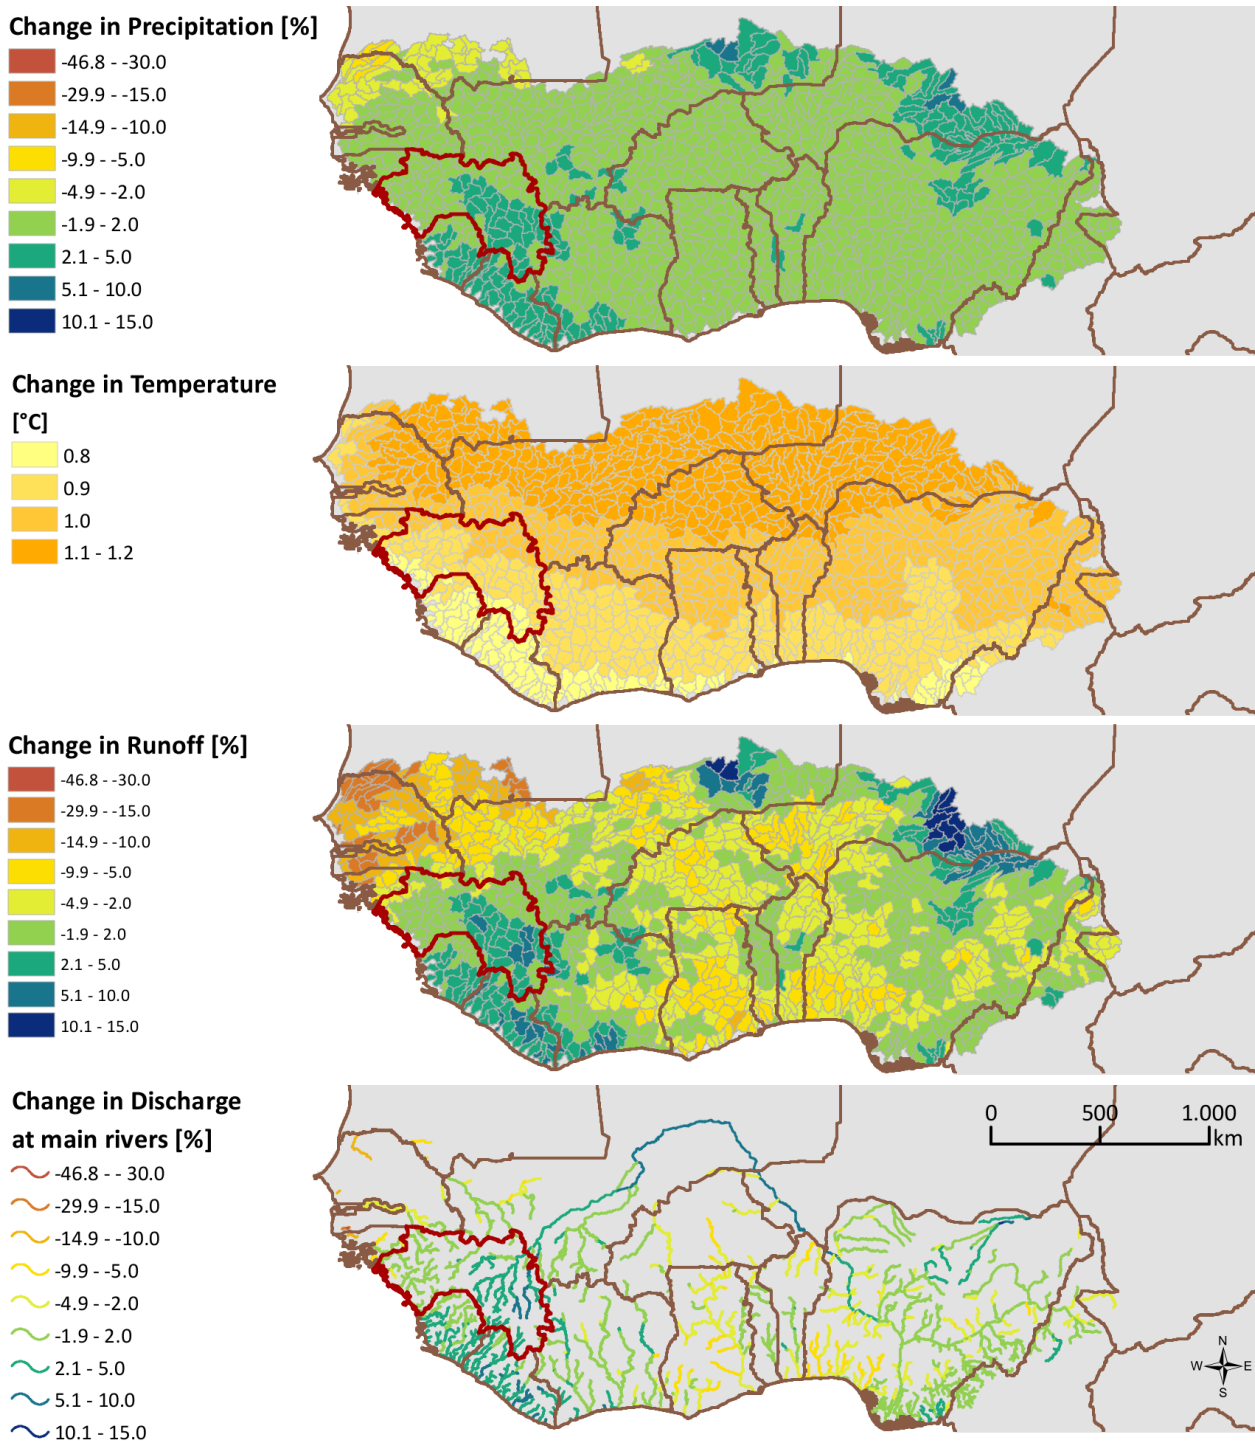 Change in Precipitation [%]
-46.8 - -30.0
-29.9 - -15.0
-14.9 - -10.0
-9.9 - -5.0
-4.9 - -2.0
-1.9 - 2.0
2.1 - 5.0
5.1 - 10.0
10.1 - 15.0
Change in Temperature
[°C]
0.8
0.9
1.0
1.1 - 1.2
Change in Runoff [%]
-46.8 - -30.0
-29.9 - -15.0
-14.9 - -10.0
-9.9 - -5.0
-4.9 - -2.0
-1.9 - 2.0
2.1 - 5.0
5.1 - 10.0
10.1 - 15.0
Change in Discharge
at main rivers [%]
-46.8 - - 30.0
-29.9 - -15.0
-14.9 - -10.0
-9.9 - -5.0
-4.9 - -2.0
-1.9 - 2.0
2.1 - 5.0
5.1 - 10.0
10.1 - 15.0
0 500 1.000
km
N
W E
S